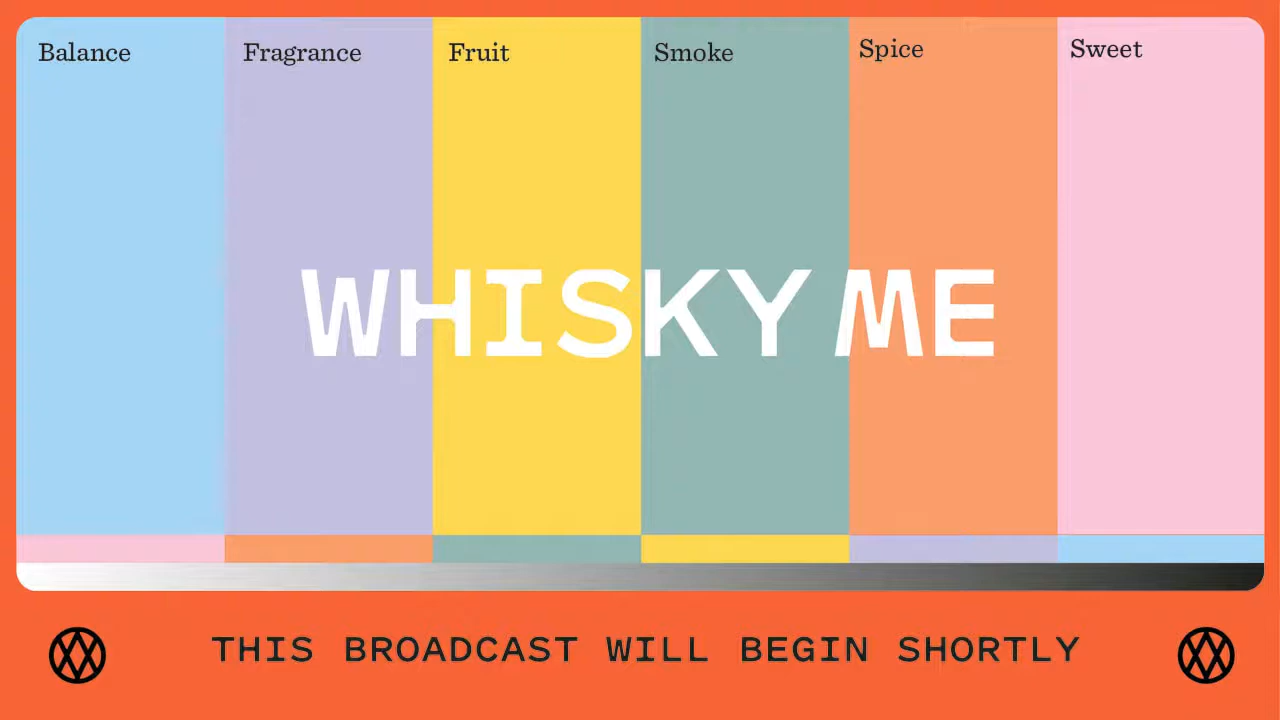 Balance Fragrance Fruit Smoke Spice Sweet
WHISKY ME
THIS BROADCAST WILL BEGIN SHORTLY